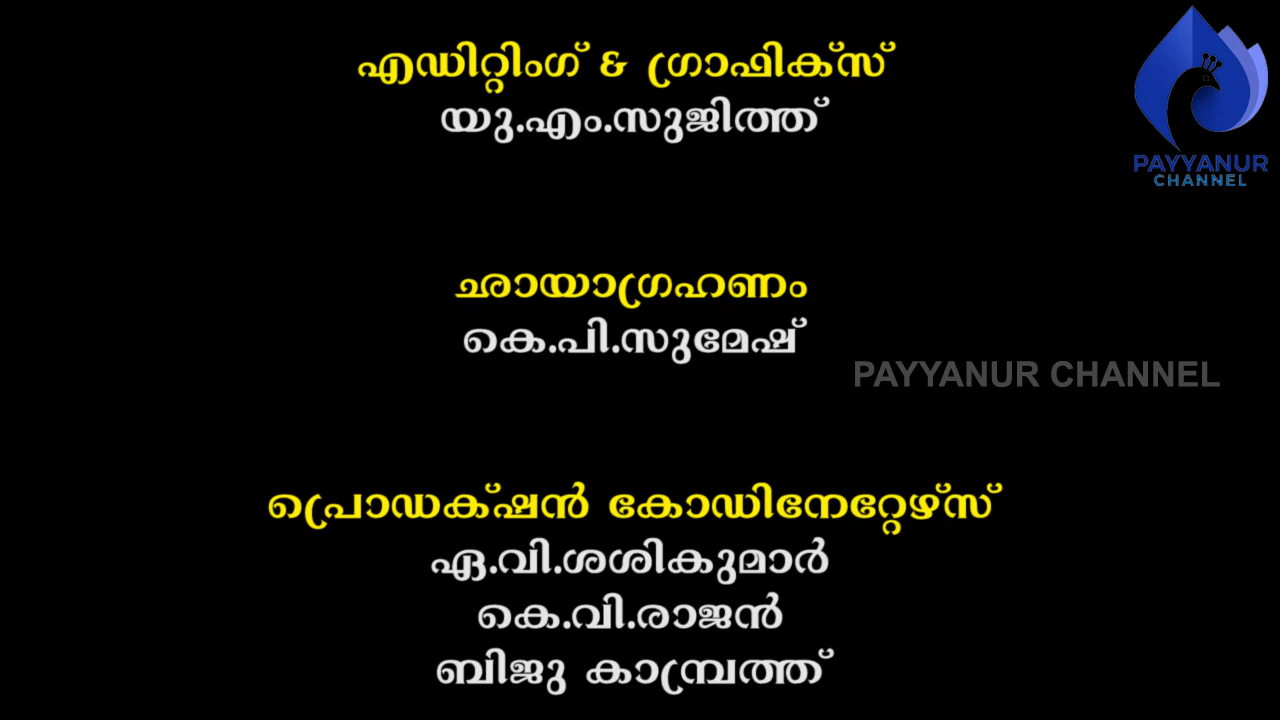 എഡിറ്റിംഗ് & ഗ്രാഫിക്സ്
യു.എം.സുജിത്ത്
PAYYANUR
CHANNEL
ഛായാഗ്രഹണം
കെ.പി.സുമേഷ്
PAYYANUR CHANNEL
പ്രൊഡക്ഷൻ കോഡിനേറ്റേഴ്സ്
ഏ.വി.ശശികുമാർ
കെ.വി.രാജൻ
ബിജു കാമ്പ്രത്ത്